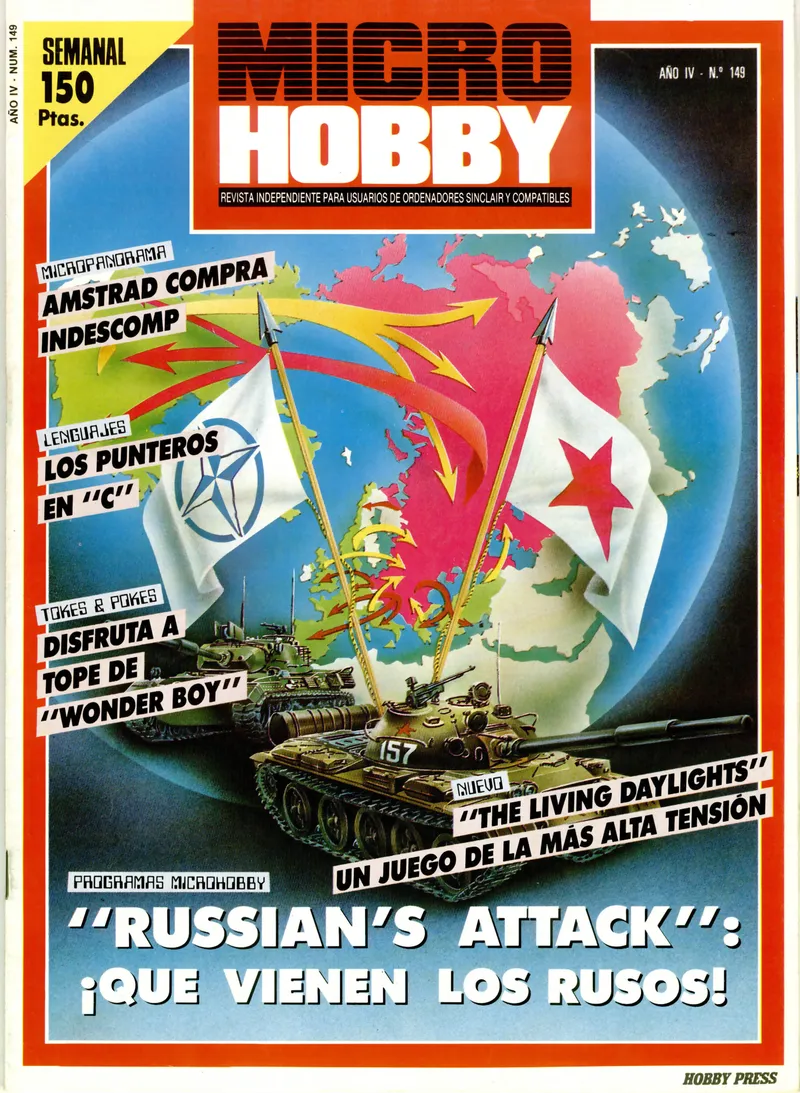 AÑO IV - NUM. 149
SEMANAL
150
Ptas.
MICRO
HOBBY
REVISTA INDEPENDIENTE PARA USUARIOS DE ORDENADORES SINCLAIR Y COMPATIBLES
AÑO IV - N.º 149
MICROPANORAMA
AMSTRAD COMPRA
INDESCOMP
LENGUAJES
LOS PUNTEROS
EN "C"
TOKES & POKES
DISFRUTA A
TOPE DE
"WONDER BOY"
157
NUEVO
"THE LIVING DAYLIGHTS"
UN JUEGO DE LA MÁS ALTA TENSIÓN
PROGRAMAS MICROHOBBY
"RUSSIAN'S ATTACK":
¡QUE VIENEN LOS RUSOS!
HOBBY PRESS